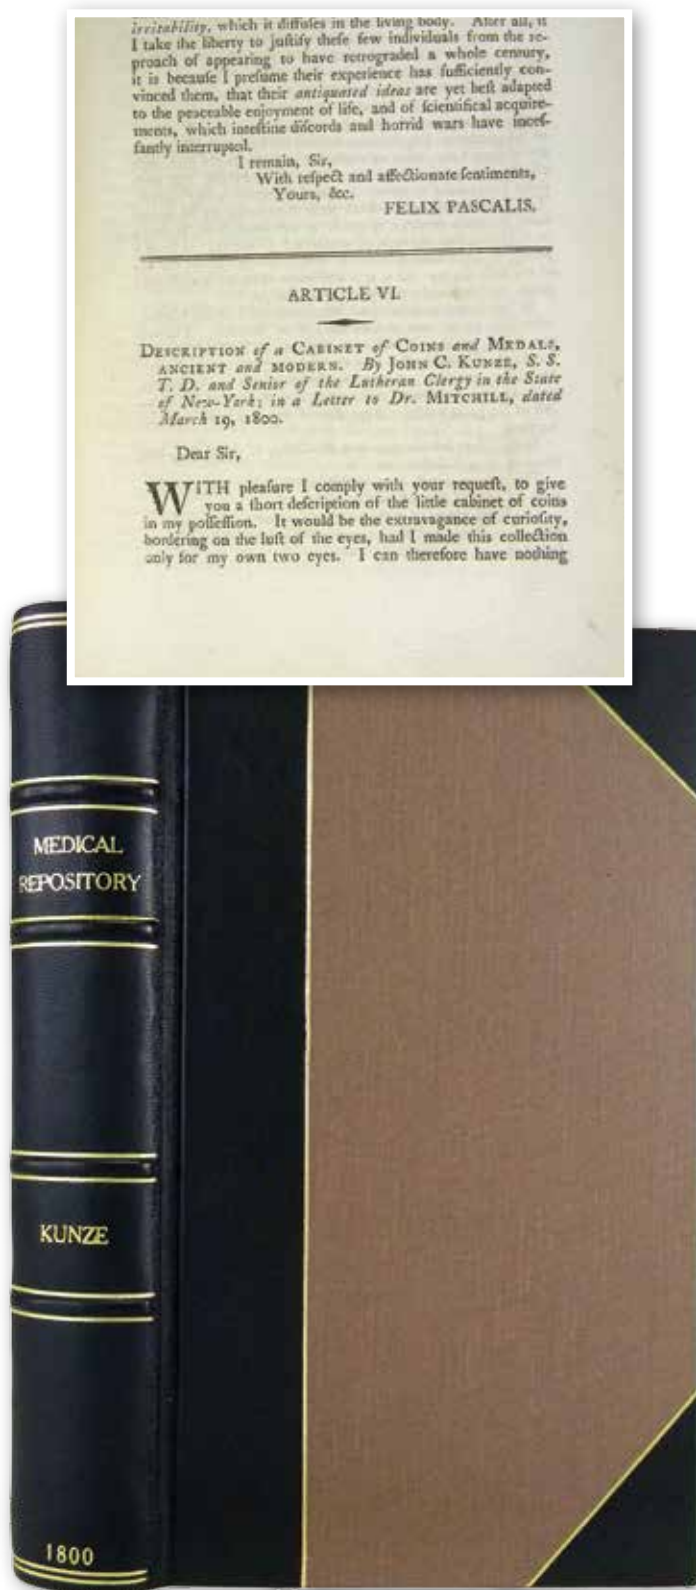 irritability, which it diffuses in the living body. After all, if
I take the liberty to juſtify theſe few individuals from the re-
proach of appearing to have retrograded a whole century,
it is becauſe I preſume their experience has ſufficiently con-
vinced them, that their antiquated ideas are yet beſt adapted
to the peaceable enjoyment of life, and of ſcientifical acquire-
ments, which inteſtine diſcords and horrid wars have inceſ-
ſantly interrupted.
I remain, Sir,
With reſpect and affectionate ſentiments,
Yours, &c.
FELIX PASCALIS.
ARTICLE VI.
DESCRIPTION of a CABINET of COINS and MEDALS,
ANCIENT and MODERN. By JOHN C. KUNZE, S. S.
T. D. and Senior of the Lutheran Clergy in the State
of New-York; in a Letter to Dr. MITCHILL, dated
March 19, 1800.
Dear Sir,
WITH pleaſure I comply with your requeſt, to give
you a ſhort deſcription of the little cabinet of coins
in my poſſeſſion. It would be the extravagance of curioſity,
bordering on the luſt of the eyes, had I made this collection
only for my own two eyes. I can therefore have nothing
MEDICAL
REPOSITORY
KUNZE
1800